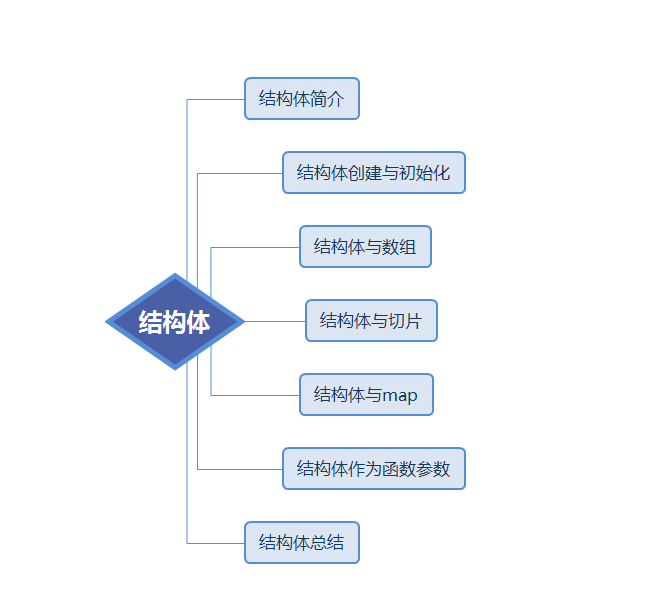 结构体简介
结构体创建与初始化
结构体与数组
结构体
结构体与切片
结构体与map
结构体作为函数参数
结构体总结